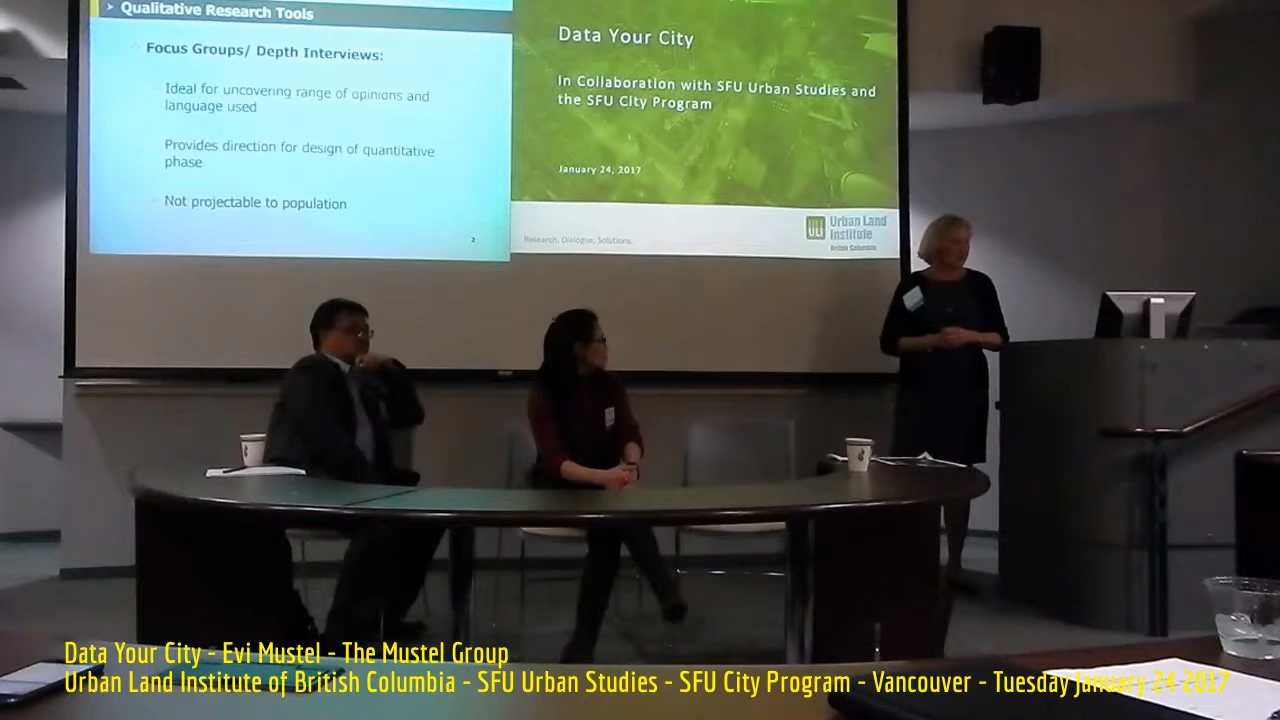 Qualitative Research Tools
Focus Groups/ Depth Interviews:
Ideal for uncovering range of opinions and
language used
Provides direction for design of quantitative
phase
Not projectable to population
2
Data Your City
In Collaboration with SFU Urban Studies and
the SFU City Program
January 24, 2017
Research. Dialogue. Solutions.
ULI
Urban Land
Institute
British Columbia
Data Your City - Evi Mustel - The Mustel Group
Urban Land Institute of British Columbia - SFU Urban Studies - SFU City Program - Vancouver - Tuesday January 24 2017